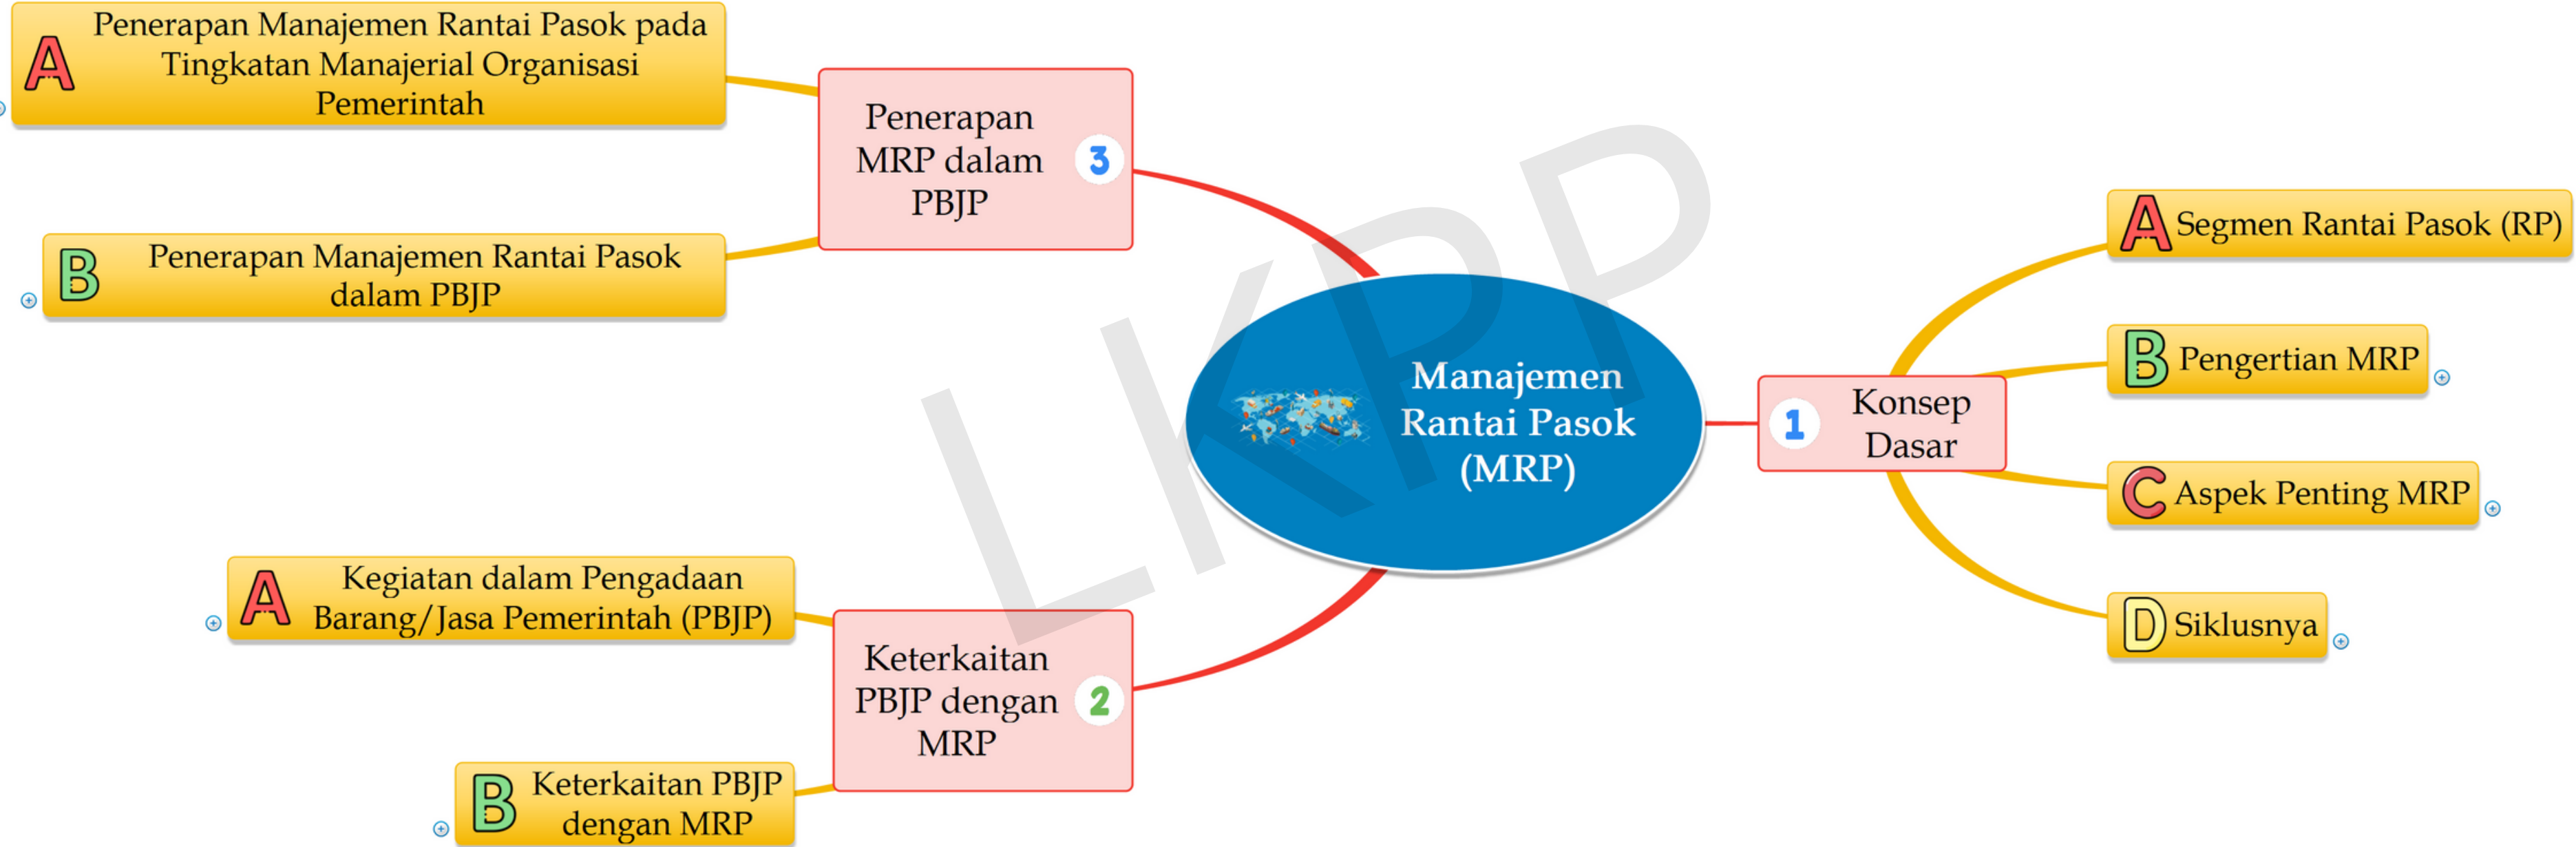 Manajemen
Rantai Pasok
(MRP)
1
Konsep
Dasar
A Segmen Rantai Pasok (RP)
B Pengertian MRP
C Aspek Penting MRP
D Siklusnya
Keterkaitan
PBJP dengan
MRP
2
A
Kegiatan dalam Pengadaan
Barang/Jasa Pemerintah (PBJP)
B
Keterkaitan PBJP
dengan MRP
Penerapan
MRP dalam
PBJP
3
A
Penerapan Manajemen Rantai Pasok pada
Tingkatan Manajerial Organisasi
Pemerintah
B
Penerapan Manajemen Rantai Pasok
dalam PBJP
LKPP